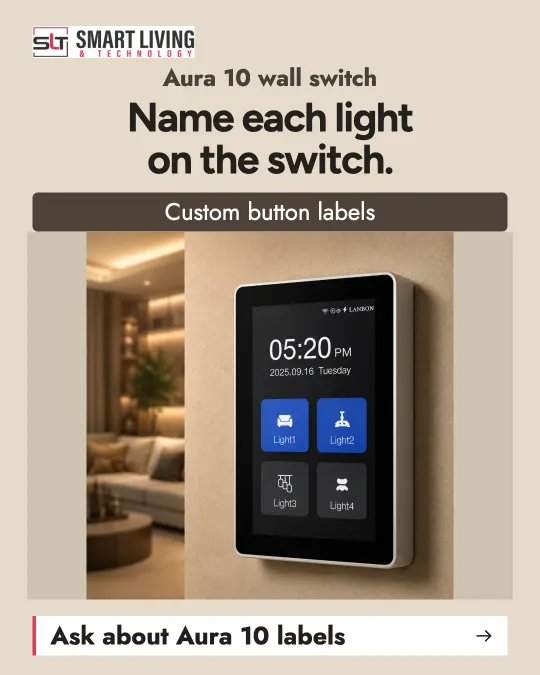 SLT SMART LIVING
& TECHNOLOGY
Aura 10 wall switch
Name each light
on the switch.
Custom button labels
LANBON
05:20 PM
2025.09.16 Tuesday
Light1 Light2
Light3 Light4
Ask about Aura 10 labels →